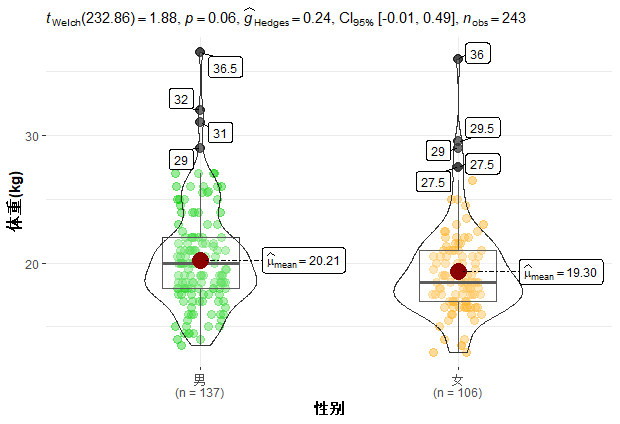 t_Welch(232.86) = 1.88, p = 0.06, ĝ_Hedges = 0.24, CI_95% [-0.01, 0.49], n_obs = 243
36.5
32
31
29
36
29.5
29
27.5
27.5
μ̂_mean = 20.21
μ̂_mean = 19.30
30
20
体重(kg)
男
(n = 137)
女
(n = 106)
性别